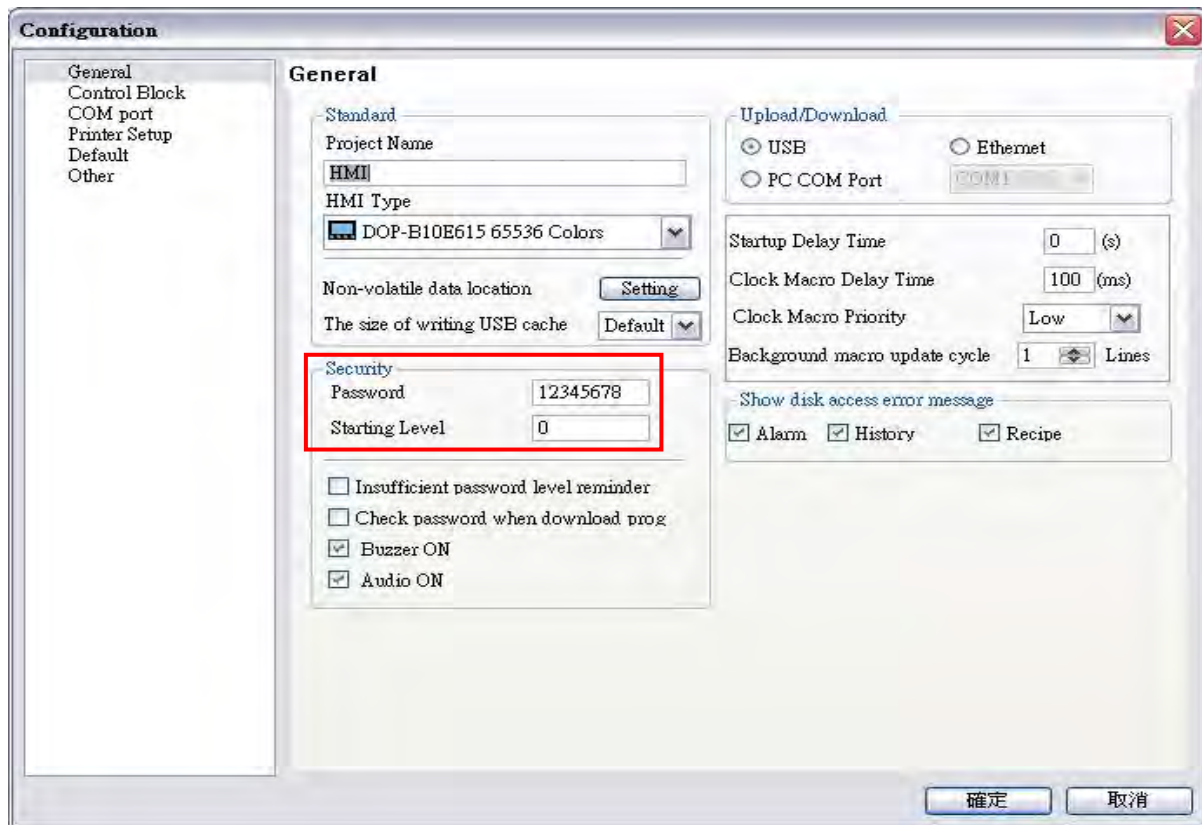 Configuration
General
Control Block
COM port
Printer Setup
Default
Other
General
Standard
Project Name
HMI
HMI Type
DOP-B10E615 65536 Colors
Non-volatile data location
Setting
The size of writing USB cache
Default
Security
Password
12345678
Starting Level
0
Insufficient password level reminder
Check password when download prog
Buzzer ON
Audio ON
Upload/Download
USB
Ethernet
PC COM Port
COM1
Startup Delay Time
0
(s)
Clock Macro Delay Time
100
(ms)
Clock Macro Priority
Low
Background macro update cycle
1
Lines
Show disk access error message
Alarm
History
Recipe
確定
取消